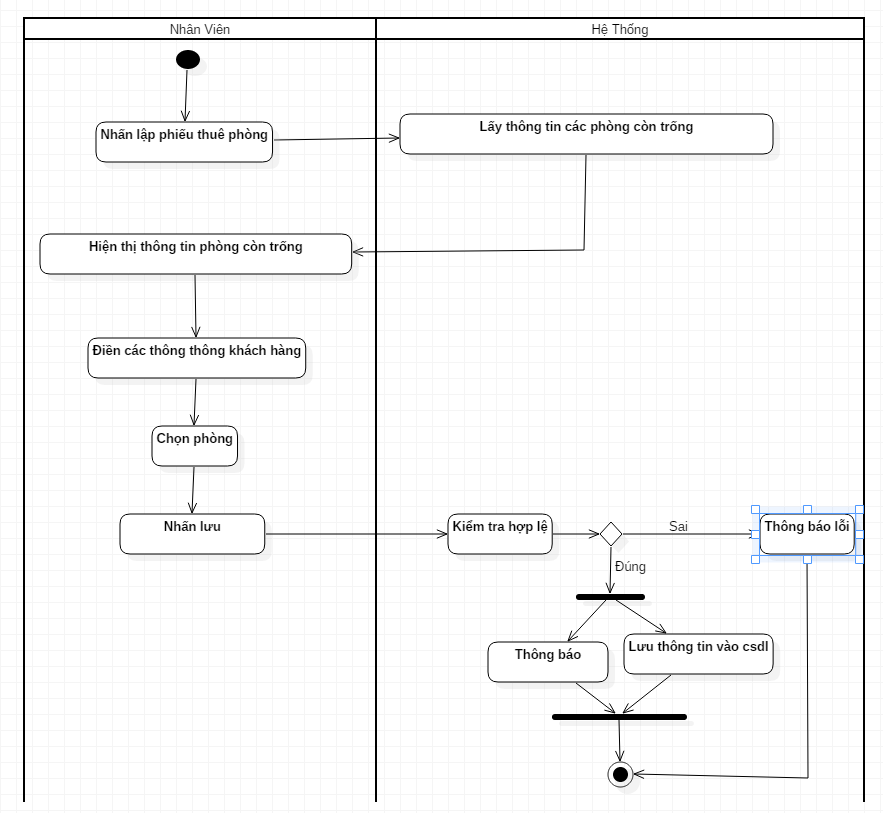 Nhân Viên
Hệ Thống
Nhấn lập phiếu thuê phòng
Lấy thông tin các phòng còn trống
Hiện thị thông tin phòng còn trống
Điền các thông thông khách hàng
Chọn phòng
Nhấn lưu
Kiểm tra hợp lệ
Sai
Thông báo lỗi
Đúng
Thông báo
Lưu thông tin vào csdl